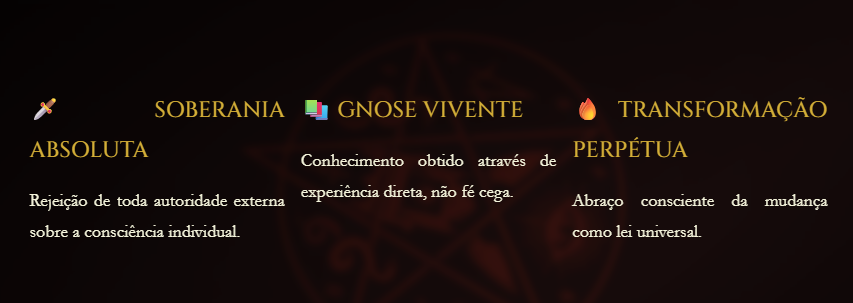 🗡️ SOBERANIA
ABSOLUTA
Rejeição de toda autoridade externa
sobre a consciência individual.
📚 GNOSE VIVENTE
Conhecimento obtido através de
experiência direta, não fé cega.
🔥 TRANSFORMAÇÃO
PERPÉTUA
Abraço consciente da mudança
como lei universal.